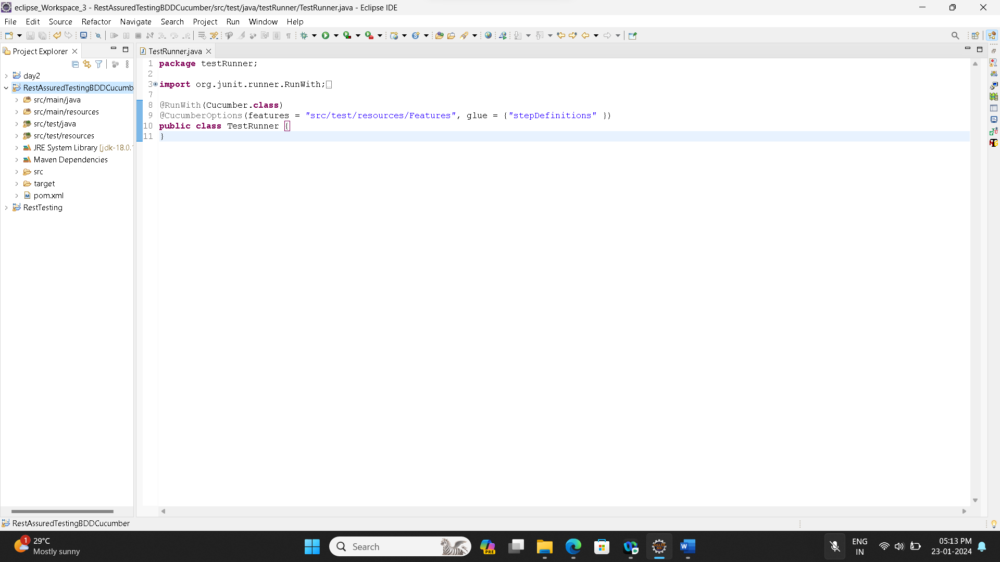 eclipse_Workspace_3 - RestAssuredTestingBDDCucumber/src/test/java/testRunner/TestRunner.java - Eclipse IDE
File Edit Source Refactor Navigate Search Project Run Window Help
Project Explorer
TestRunner.java
day2
RestAssuredTestingBDDCucumb
src/main/java
src/main/resources
src/test/java
src/test/resources
JRE System Library [jdk-18.0.1
Maven Dependencies
src
target
pom.xml
RestTesting
1 package testRunner;
2
3 import org.junit.runner.RunWith;
7
8 @RunWith(Cucumber.class)
9 @CucumberOptions(features = "src/test/resources/Features", glue = {"stepDefinitions" })
10 public class TestRunner {
11 }
RestAssuredTestingBDDCucumber
1
29°C
Mostly sunny
Search
PRE
ENG
IN
05:13 PM
23-01-2024